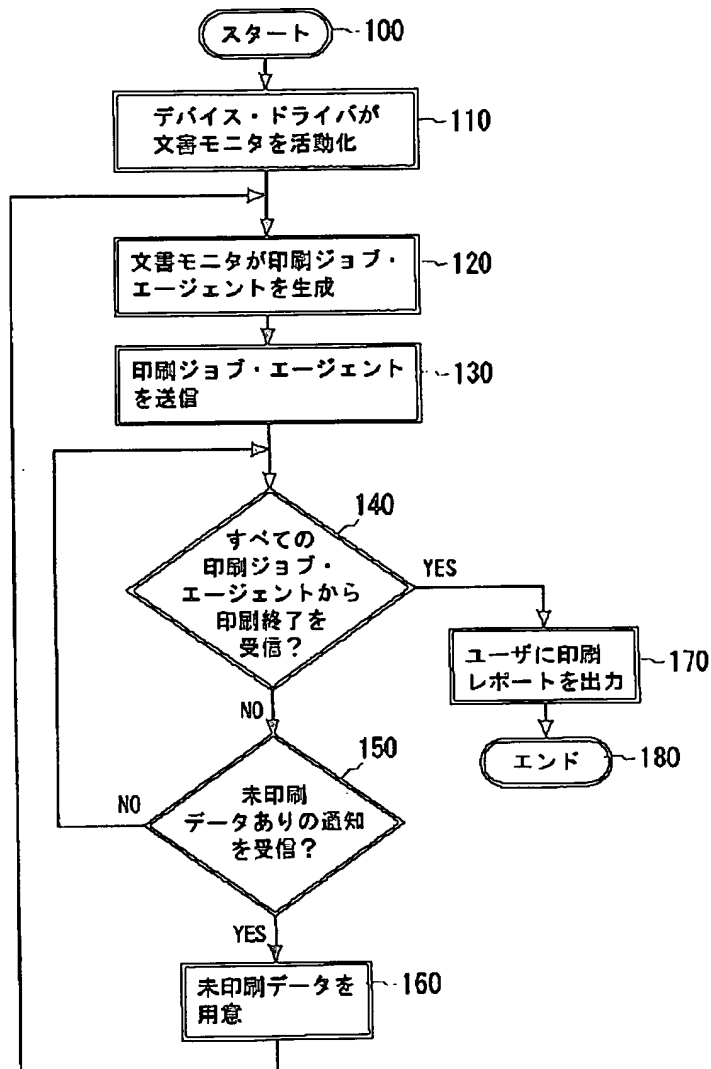 スタート
100
デバイス・ドライバが
文書モニタを活動化
110
文書モニタが印刷ジョブ・
エージェントを生成
120
印刷ジョブ・エージェント
を送信
130
140
すべての
印刷ジョブ・
エージェントから
印刷終了を
受信?
YES
ユーザに印刷
レポートを出力
170
NO
エンド
180
150
未印刷
データありの通知
を受信?
NO
YES
未印刷データを
用意
160